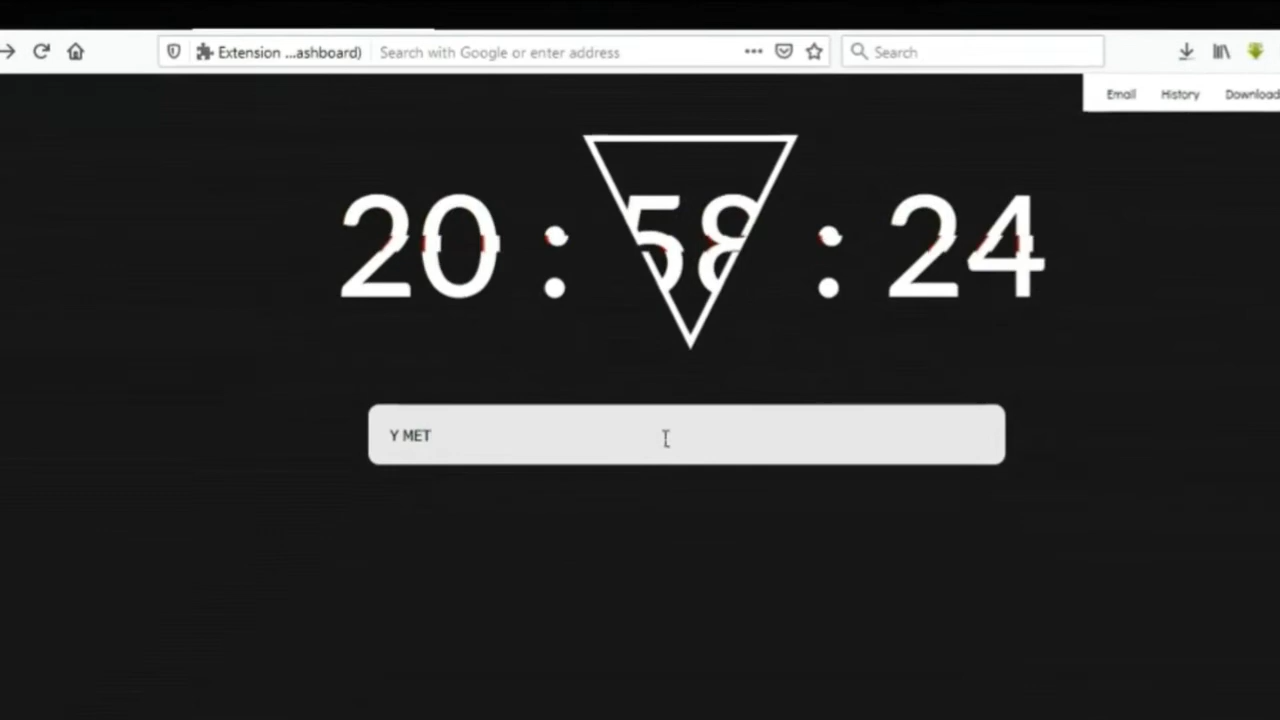 Extension ...ashboard) Search with Google or enter address Search
Email History Download
20 : 58 : 24
Y MET